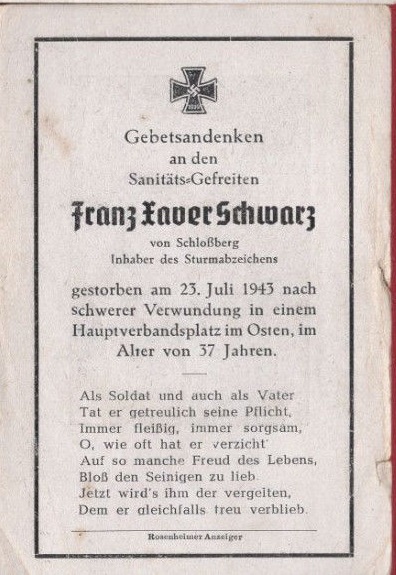 Gebetsandenken
an den
Sanitäts-Gefreiten
Franz Xaver Schwarz
von Schloßberg
Inhaber des Sturmabzeichens
gestorben am 23. Juli 1943 nach
schwerer Verwundung in einem
Hauptverbandsplatz im Osten, im
Alter von 37 Jahren.
Als Soldat und auch als Vater
Tat er getreulich seine Pflicht,
Immer fleißig, immer sorgsam,
O, wie oft hat er verzicht'
Auf so manche Freud des Lebens,
Bloß den Seinigen zu lieb.
Jetzt wird's ihm der vergelten,
Dem er gleichfalls treu verblieb.
Rosenheimer Anzeiger